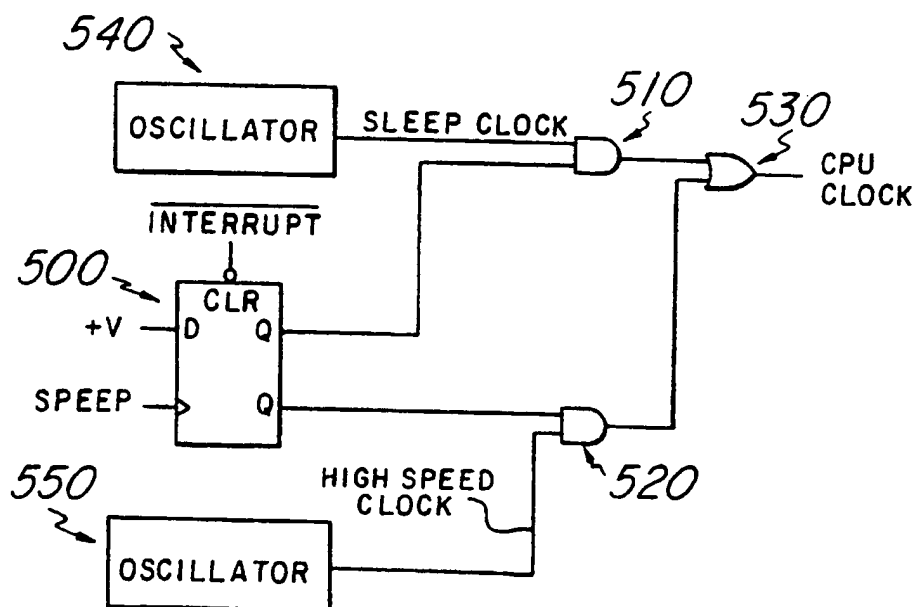 540
OSCILLATOR
SLEEP CLOCK
510
530
CPU
CLOCK
INTERRUPT
500
CLR
+V
D
Q
SPEEP
Q
550
HIGH SPEED
CLOCK
520
OSCILLATOR